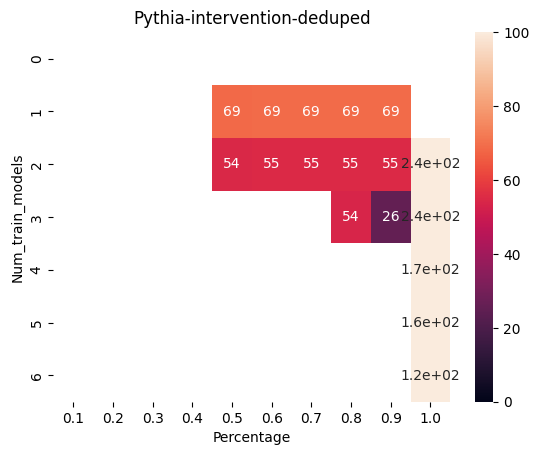 Pythia-intervention-deduped
100
0
80
1
69 69 69 69 69
2
54 55 55 55 55 2.4e+02
60
Num_train_models
3
54 26 2.4e+02
40
4
1.7e+02
5
1.6e+02
20
6
1.2e+02
0
0.1 0.2 0.3 0.4 0.5 0.6 0.7 0.8 0.9 1.0
Percentage